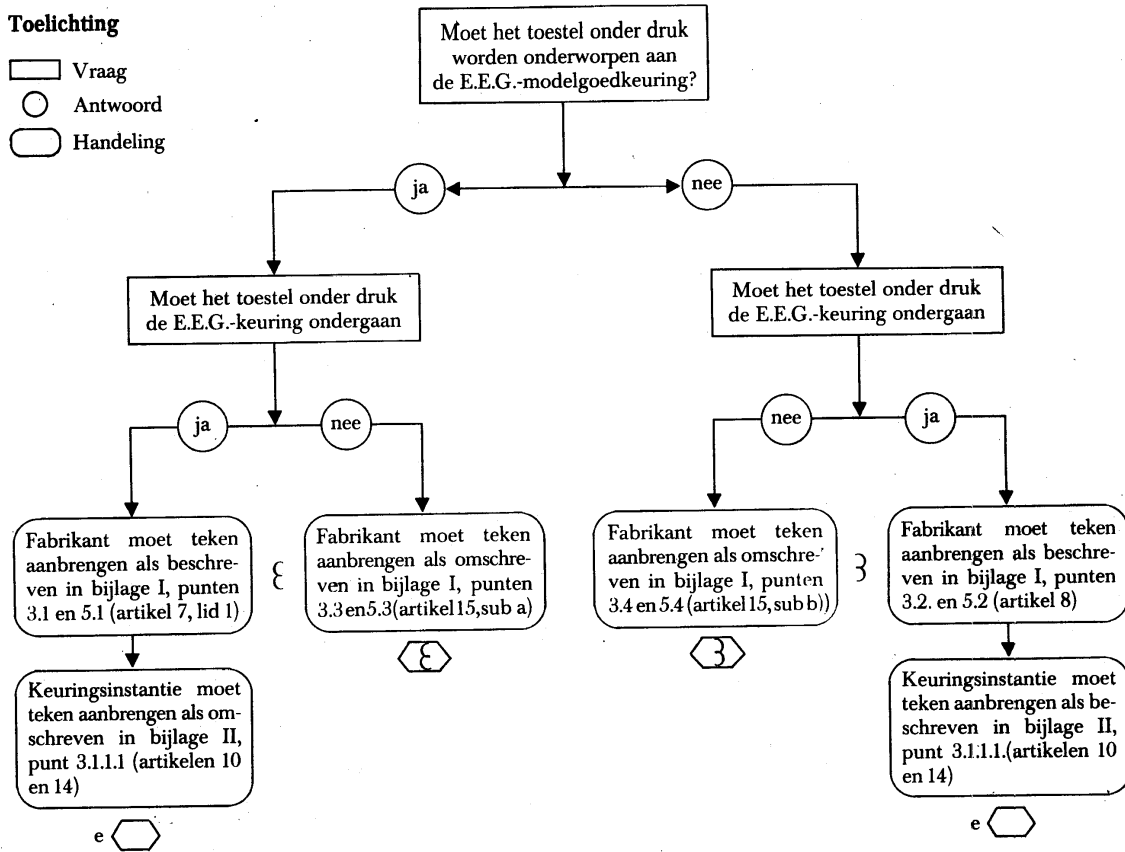 Toelichting
Vraag
Antwoord
Handeling
Moet het toestel onder druk
worden onderworpen aan
de E.E.G.-modelgoedkeuring?
ja
nee
Moet het toestel onder druk
de E.E.G.-keuring ondergaan
Moet het toestel onder druk
de E.E.G.-keuring ondergaan
ja
nee
nee
ja
Fabrikant moet teken
aanbrengen als beschre-
ven in bijlage I, punten
3.1 en 5.1 (artikel 7, lid 1)
ε
Fabrikant moet teken
aanbrengen als omschre-
ven in bijlage I, punten
3.3 en 5.3 (artikel 15, sub a)
ε
Fabrikant moet teken
aanbrengen als omschre-
ven in bijlage I, punten
3.4 en 5.4 (artikel 15, sub b))
3
3
Fabrikant moet teken
aanbrengen als beschre-
ven in bijlage I, punten
3.2. en 5.2 (artikel 8)
Keuringsinstantie moet
teken aanbrengen als om-
schreven in bijlage II,
punt 3.1.1.1 (artikelen 10
en 14)
e
Keuringsinstantie moet
teken aanbrengen als be-
schreven in bijlage II,
punt 3.1.1.1.(artikelen 10
en 14)
e